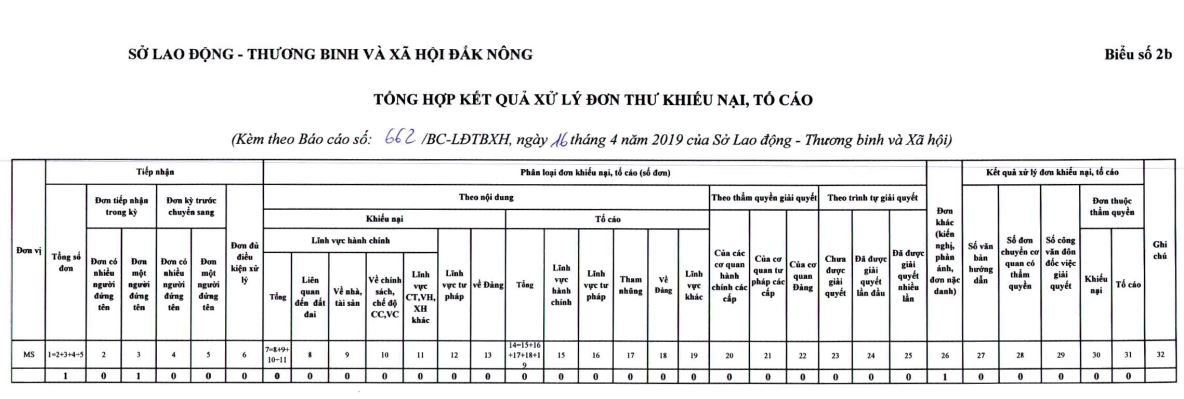 SỞ LAO ĐỘNG - THƯƠNG BINH VÀ XÃ HỘI ĐẮK NÔNG Biểu số 2b
TỔNG HỢP KẾT QUẢ XỬ LÝ ĐƠN THƯ KHIẾU NẠI, TỐ CÁO
(Kèm theo Báo cáo số: 662 /BC-LĐTBXH, ngày 16 tháng 4 năm 2019 của Sở Lao động - Thương binh và Xã hội)
Đơn vị
Tiếp nhận
Tổng số đơn
Đơn tiếp nhận trong kỳ
Đơn có nhiều người đứng tên
Đơn một người đứng tên
Đơn kỳ trước chuyển sang
Đơn có nhiều người đứng tên
Đơn một người đứng tên
Đơn đủ điều kiện xử lý
Phân loại đơn khiếu nại, tố cáo (số đơn)
Theo nội dung
Khiếu nại
Lĩnh vực hành chính
Tổng
Liên quan đến đất đai
Về nhà, tài sản
Về chính sách, chế độ CC,VC
Lĩnh vực CT,VH, XH khác
Lĩnh vực tư pháp
về Đảng
Tố cáo
Tổng
Lĩnh vực hành chính
Lĩnh vực tư pháp
Tham nhũng
Về Đảng
Lĩnh vực khác
Theo thẩm quyền giải quyết
Của các cơ quan hành chính các cấp
Của cơ quan tư pháp các cấp
Của cơ quan Đảng
Theo trình tự giải quyết
Chưa được giải quyết
Đã được giải quyết lần đầu
Đã được giải quyết nhiều lần
Đơn khác (kiến nghị, phản ánh, đơn nặc danh)
Kết quả xử lý đơn khiếu nại, tố cáo
Số văn bản hướng dẫn
Số đơn chuyển cơ quan có thẩm quyền
Số công văn đôn đốc việc giải quyết
Đơn thuộc thẩm quyền
Khiếu nại
Tố cáo
Ghi chú
MS 1=2+3+4+5 2 3 4 5 6 7=8+9+10+11 8 9 10 11 12 13 14=15+16+17+18+19 15 16 17 18 19 20 21 22 23 24 25 26 27 28 29 30 31 32
1 0 1 0 0 0 0 0 0 0 0 0 0 0 0 0 0 0 0 0 0 0 0 0 0 1 0 0 0 0 0